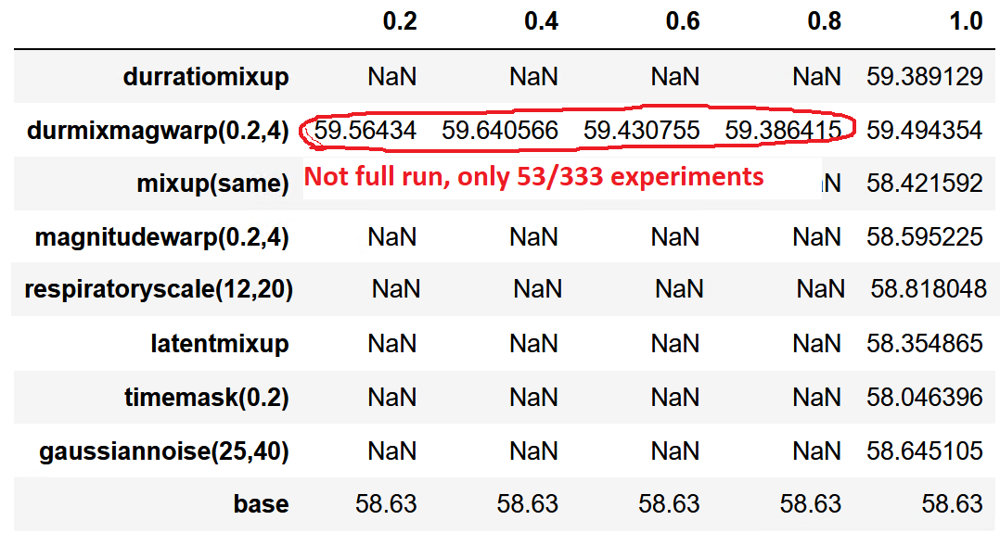 0.2 0.4 0.6 0.8 1.0
durratiomixup NaN NaN NaN NaN 59.389129
durmixmagwarp(0.2,4) 59.56434 59.640566 59.430755 59.386415 59.494354
Not full run, only 53/333 experiments
mixup(same) N 58.421592
magnitudewarp(0.2,4) NaN NaN NaN NaN 58.595225
respiratoryscale(12,20) NaN NaN NaN NaN 58.818048
latentmixup NaN NaN NaN NaN 58.354865
timemask(0.2) NaN NaN NaN NaN 58.046396
gaussiannoise(25,40) NaN NaN NaN NaN 58.645105
base 58.63 58.63 58.63 58.63 58.63